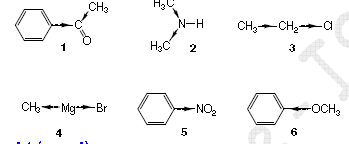 CH₃
C
O
1
H₃C
N—H
H₃C
2
CH₃ CH₂ Cl
3
CH₃ Mg Br
4
NO₂
5
OCH₃
6